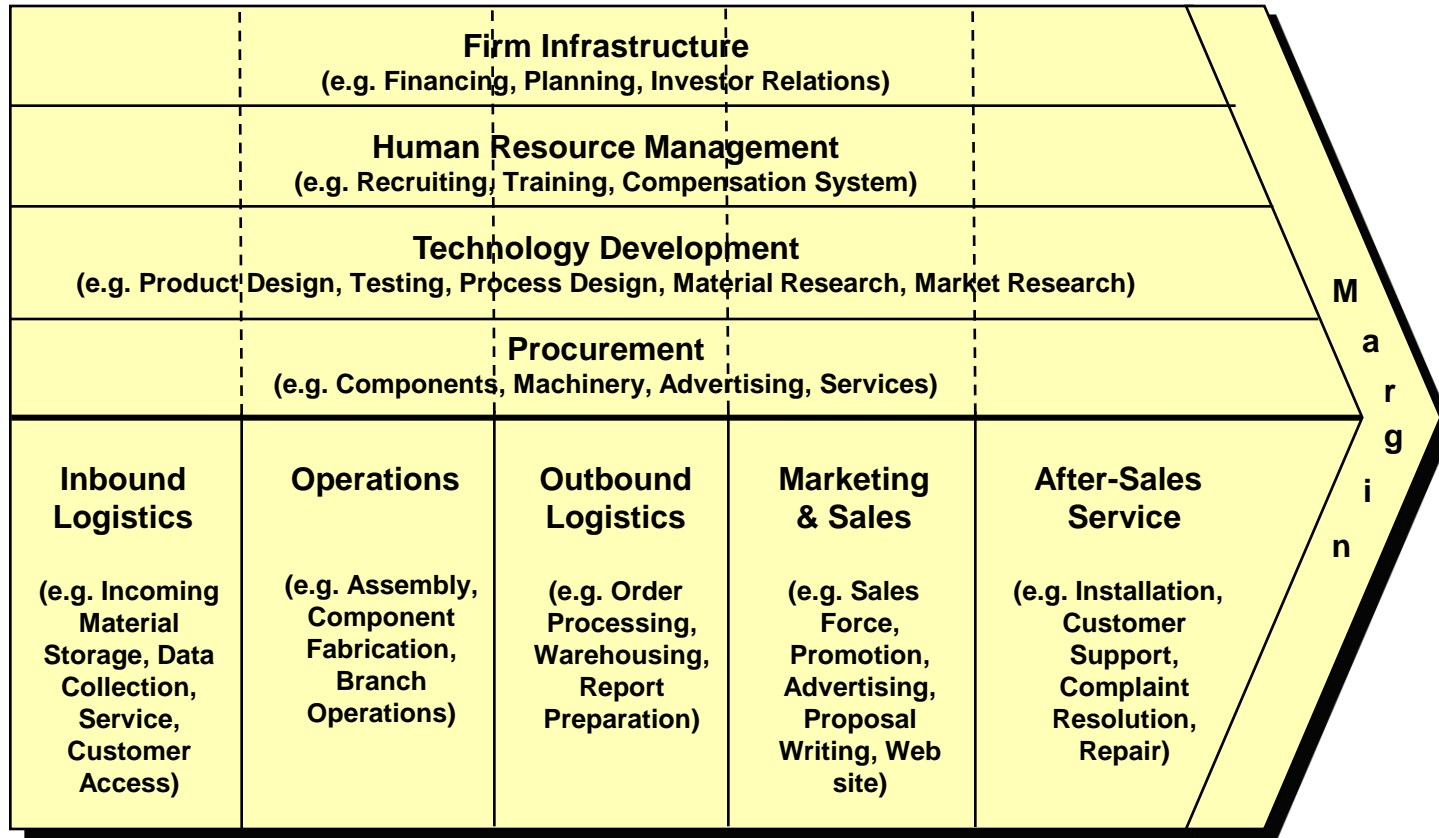 Firm Infrastructure
(e.g. Financing, Planning, Investor Relations)
Human Resource Management
(e.g. Recruiting, Training, Compensation System)
Technology Development
(e.g. Product Design, Testing, Process Design, Material Research, Market Research)
Procurement
(e.g. Components, Machinery, Advertising, Services)
Inbound
Logistics
(e.g. Incoming
Material
Storage, Data
Collection,
Service,
Customer
Access)
Operations
(e.g. Assembly,
Component
Fabrication,
Branch
Operations)
Outbound
Logistics
(e.g. Order
Processing,
Warehousing,
Report
Preparation)
Marketing
& Sales
(e.g. Sales
Force,
Promotion,
Advertising,
Proposal
Writing, Web
site)
After-Sales
Service
(e.g. Installation,
Customer
Support,
Complaint
Resolution,
Repair)
Margin